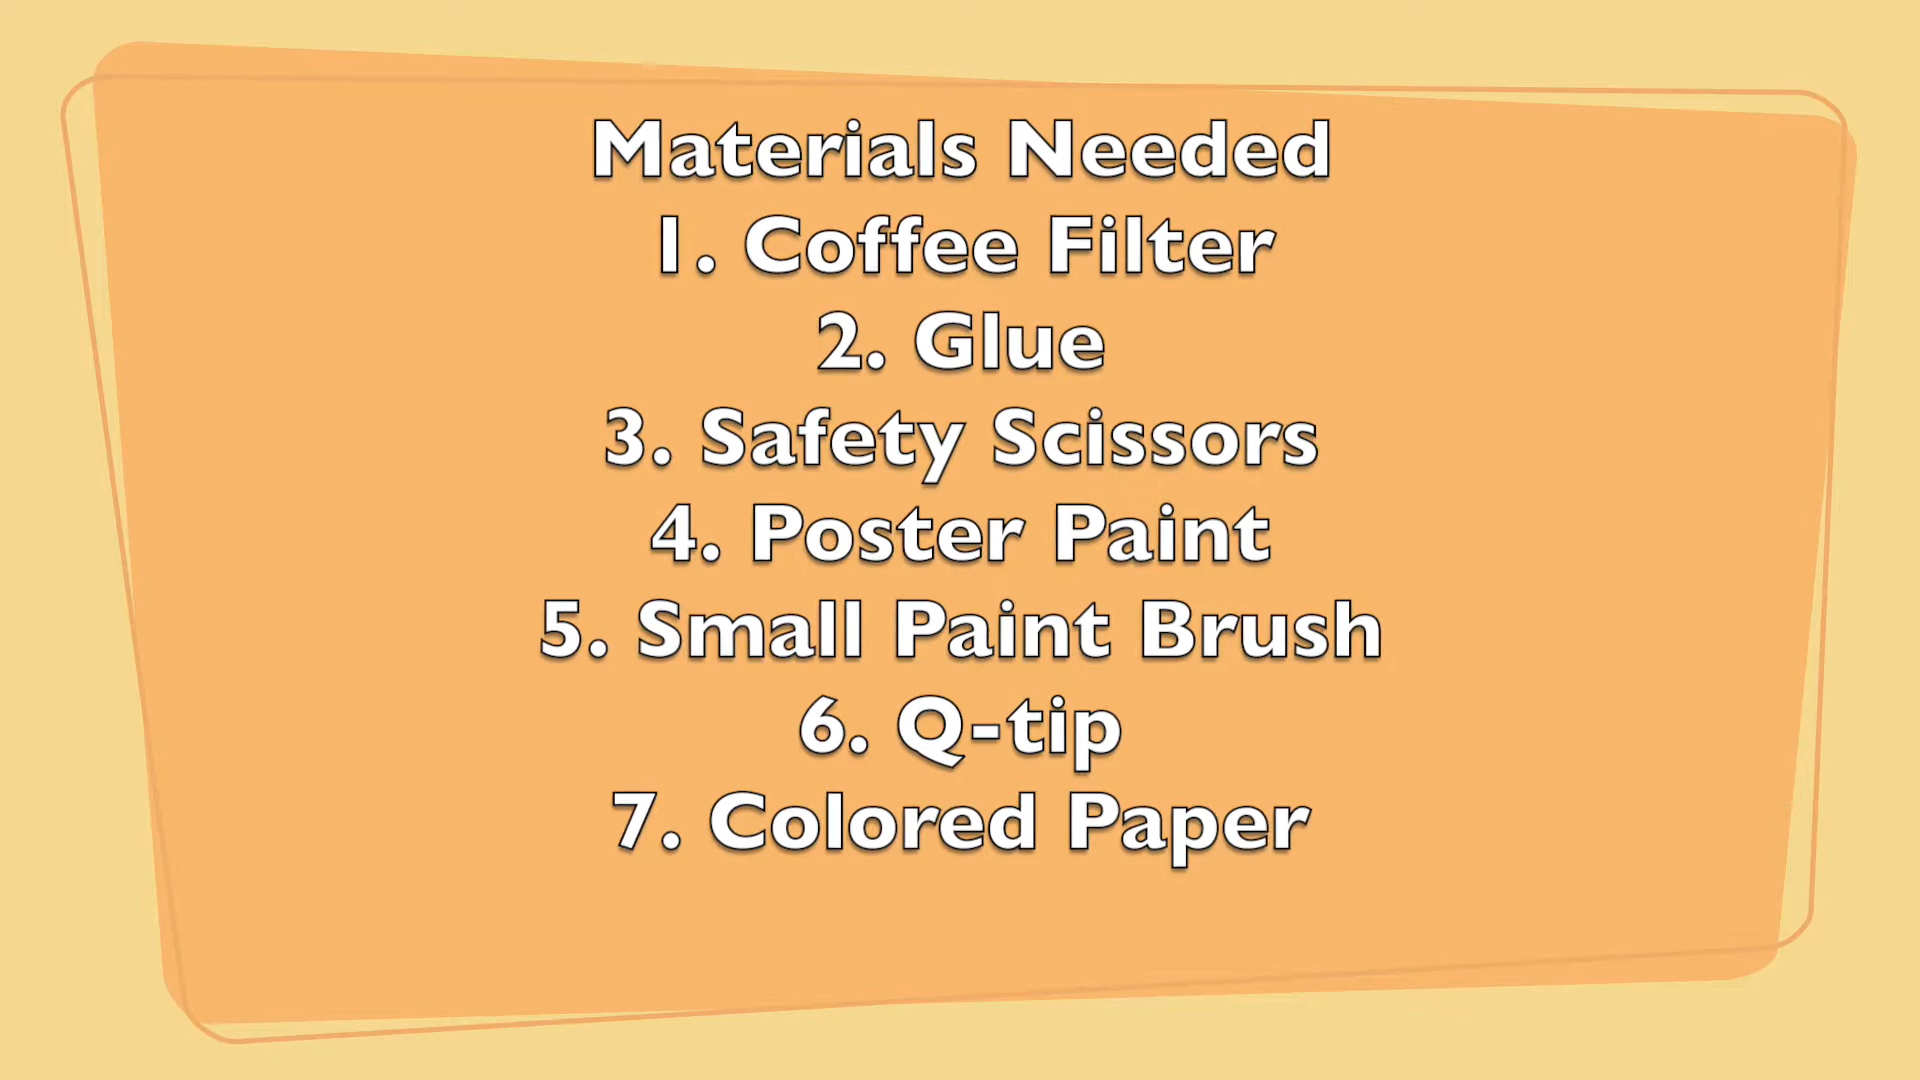 Materials Needed
1. Coffee Filter
2. Glue
3. Safety Scissors
4. Poster Paint
5. Small Paint Brush
6. Q-tip
7. Colored Paper